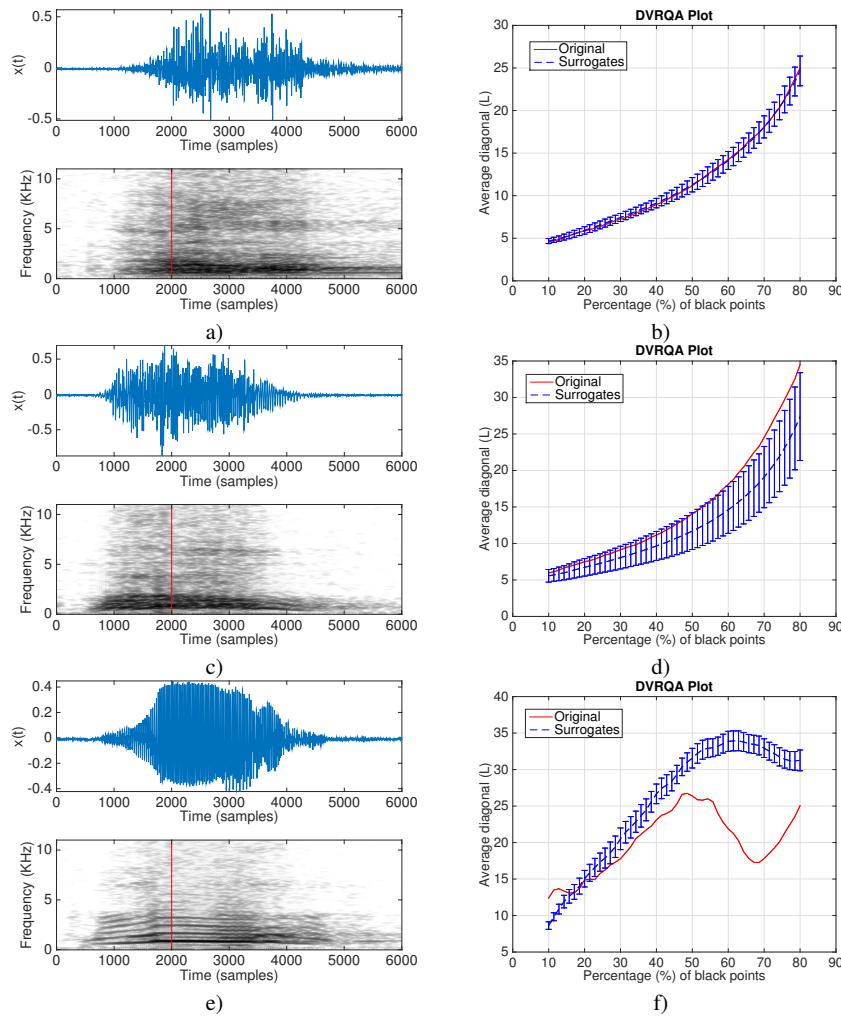 0.5
0
-0.5
x(t)
0 1000 2000 3000 4000 5000 6000
Time (samples)
10
5
0
Frequency (KHz)
0 1000 2000 3000 4000 5000 6000
Time (samples)
a)
DVRQA Plot
Original
Surrogates
30
25
20
15
10
5
0
Average diagonal (L)
0 10 20 30 40 50 60 70 80 90
Percentage (%) of black points
b)
0.5
0
-0.5
x(t)
0 1000 2000 3000 4000 5000 6000
Time (samples)
10
5
0
Frequency (KHz)
0 1000 2000 3000 4000 5000 6000
Time (samples)
c)
DVRQA Plot
Original
Surrogates
35
30
25
20
15
10
5
0
Average diagonal (L)
0 10 20 30 40 50 60 70 80 90
Percentage (%) of black points
d)
0.4
0.2
0
-0.2
-0.4
x(t)
0 1000 2000 3000 4000 5000 6000
Time (samples)
10
5
0
Frequency (KHz)
0 1000 2000 3000 4000 5000 6000
Time (samples)
e)
DVRQA Plot
Original
Surrogates
40
35
30
25
20
15
10
5
0
Average diagonal (L)
0 10 20 30 40 50 60 70 80 90
Percentage (%) of black points
f)